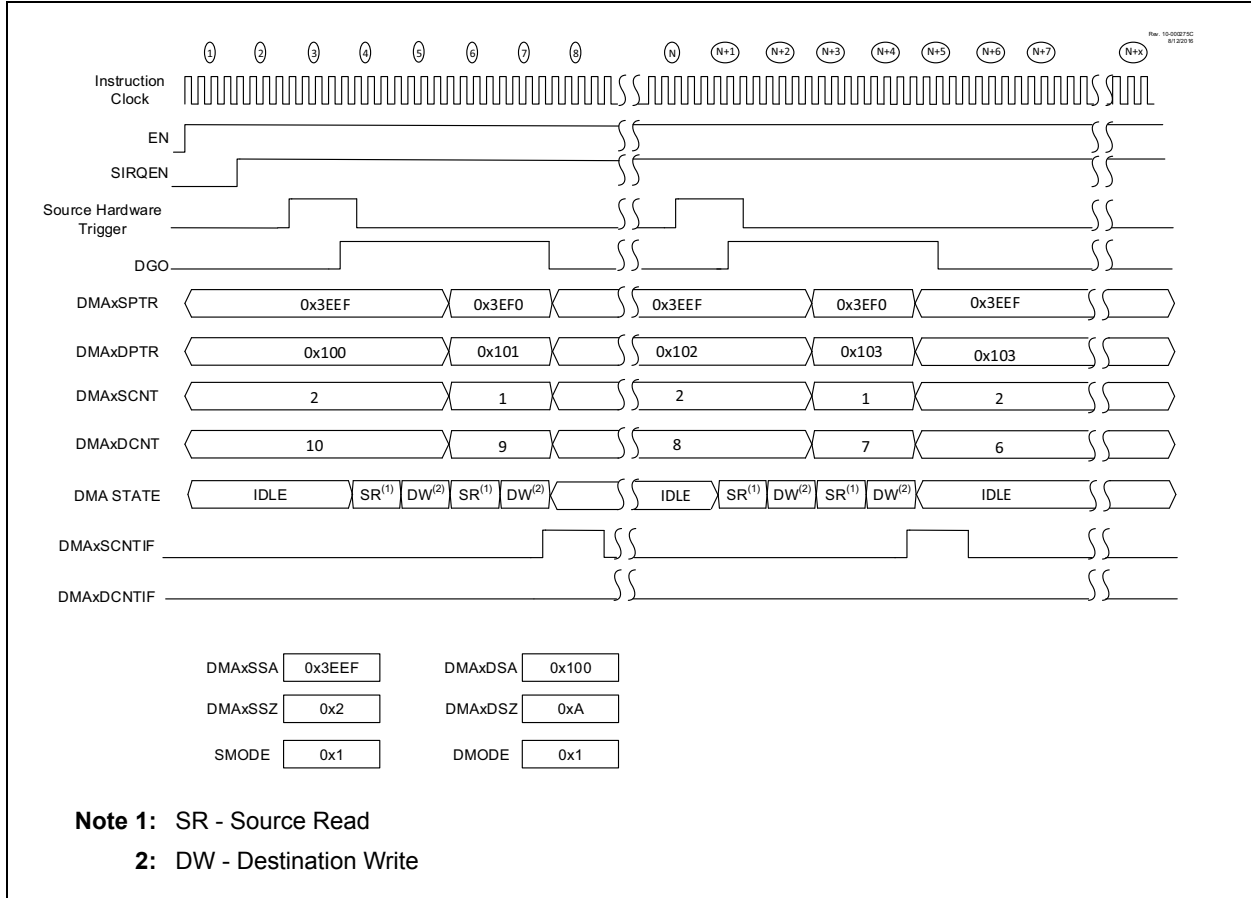 Rev. 10-000275C
8/12/2016
1 2 3 4 5 6 7 8 N N+1 N+2 N+3 N+4 N+5 N+6 N+7 N+x
Instruction
Clock
EN
SIRQEN
Source Hardware
Trigger
DGO
DMAxSPTR 0x3EEF 0x3EF0 0x3EEF 0x3EF0 0x3EEF
DMAxDPTR 0x100 0x101 0x102 0x103 0x103
DMAxSCNT 2 1 2 1 2
DMAxDCNT 10 9 8 7 6
DMA STATE IDLE SR(1) DW(2) SR(1) DW(2) IDLE SR(1) DW(2) SR(1) DW(2) IDLE
DMAxSCNTIF
DMAxDCNTIF
DMAxSSA 0x3EEF DMAxDSA 0x100
DMAxSSZ 0x2 DMAxDSZ 0xA
SMODE 0x1 DMODE 0x1
Note 1: SR - Source Read
2: DW - Destination Write